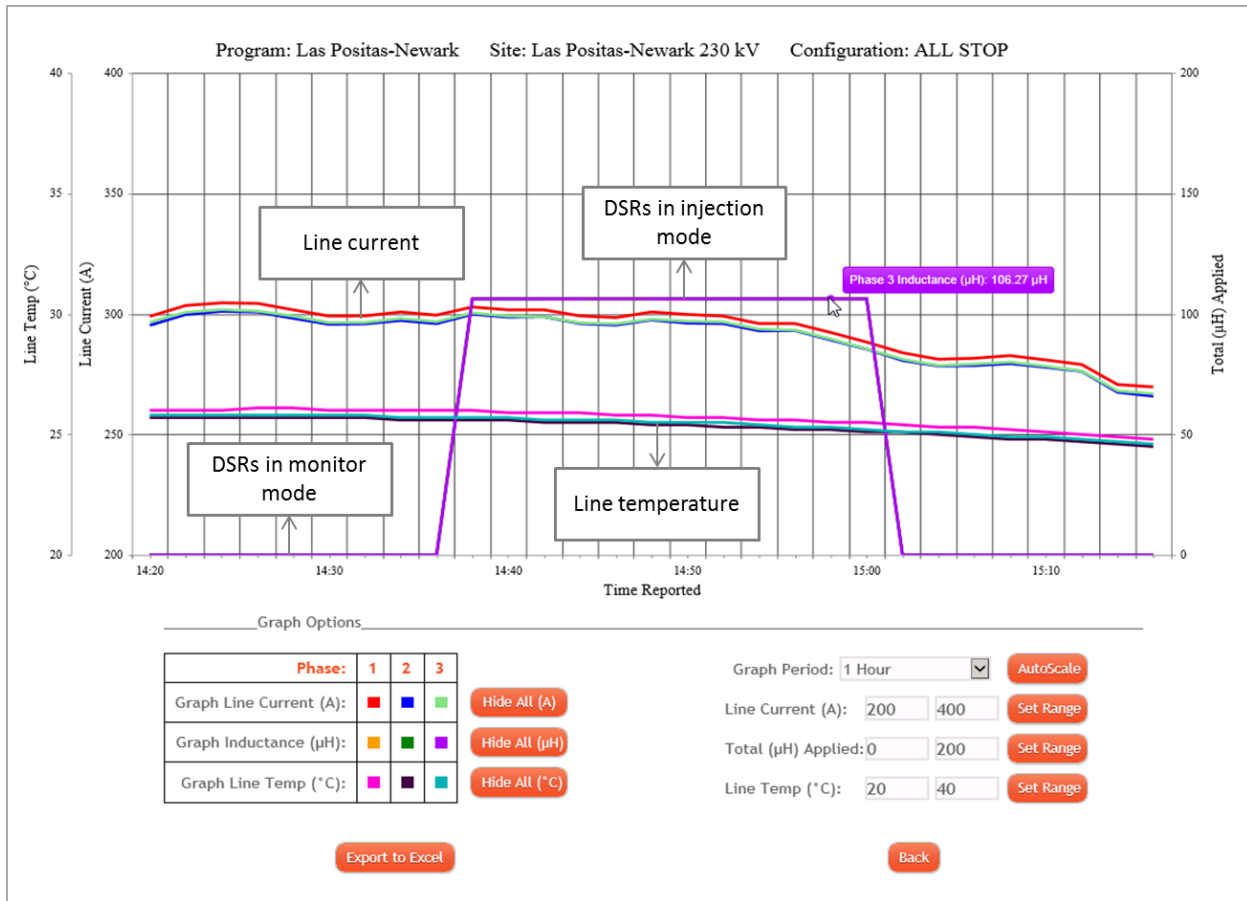 Program: Las Positas-Newark Site: Las Positas-Newark 230 kV Configuration: ALL STOP
40
400
200
35
350
150
30
300
100
25
250
50
20
200
0
Line Temp (°C)
Line Current (A)
Total (µH) Applied
Line current
DSRs in injection
mode
Phase 3 Inductance (µH): 106.27 µH
DSRs in monitor
mode
Line temperature
14:20
14:30
14:40
14:50
15:00
15:10
Time Reported
Graph Options
Phase: 1 2 3
Graph Line Current (A): Hide All (A)
Graph Inductance (µH): Hide All (µH)
Graph Line Temp (°C): Hide All (°C)
Export to Excel
Graph Period: 1 Hour AutoScale
Line Current (A): 200 400 Set Range
Total (µH) Applied: 0 200 Set Range
Line Temp (°C): 20 40 Set Range
Back